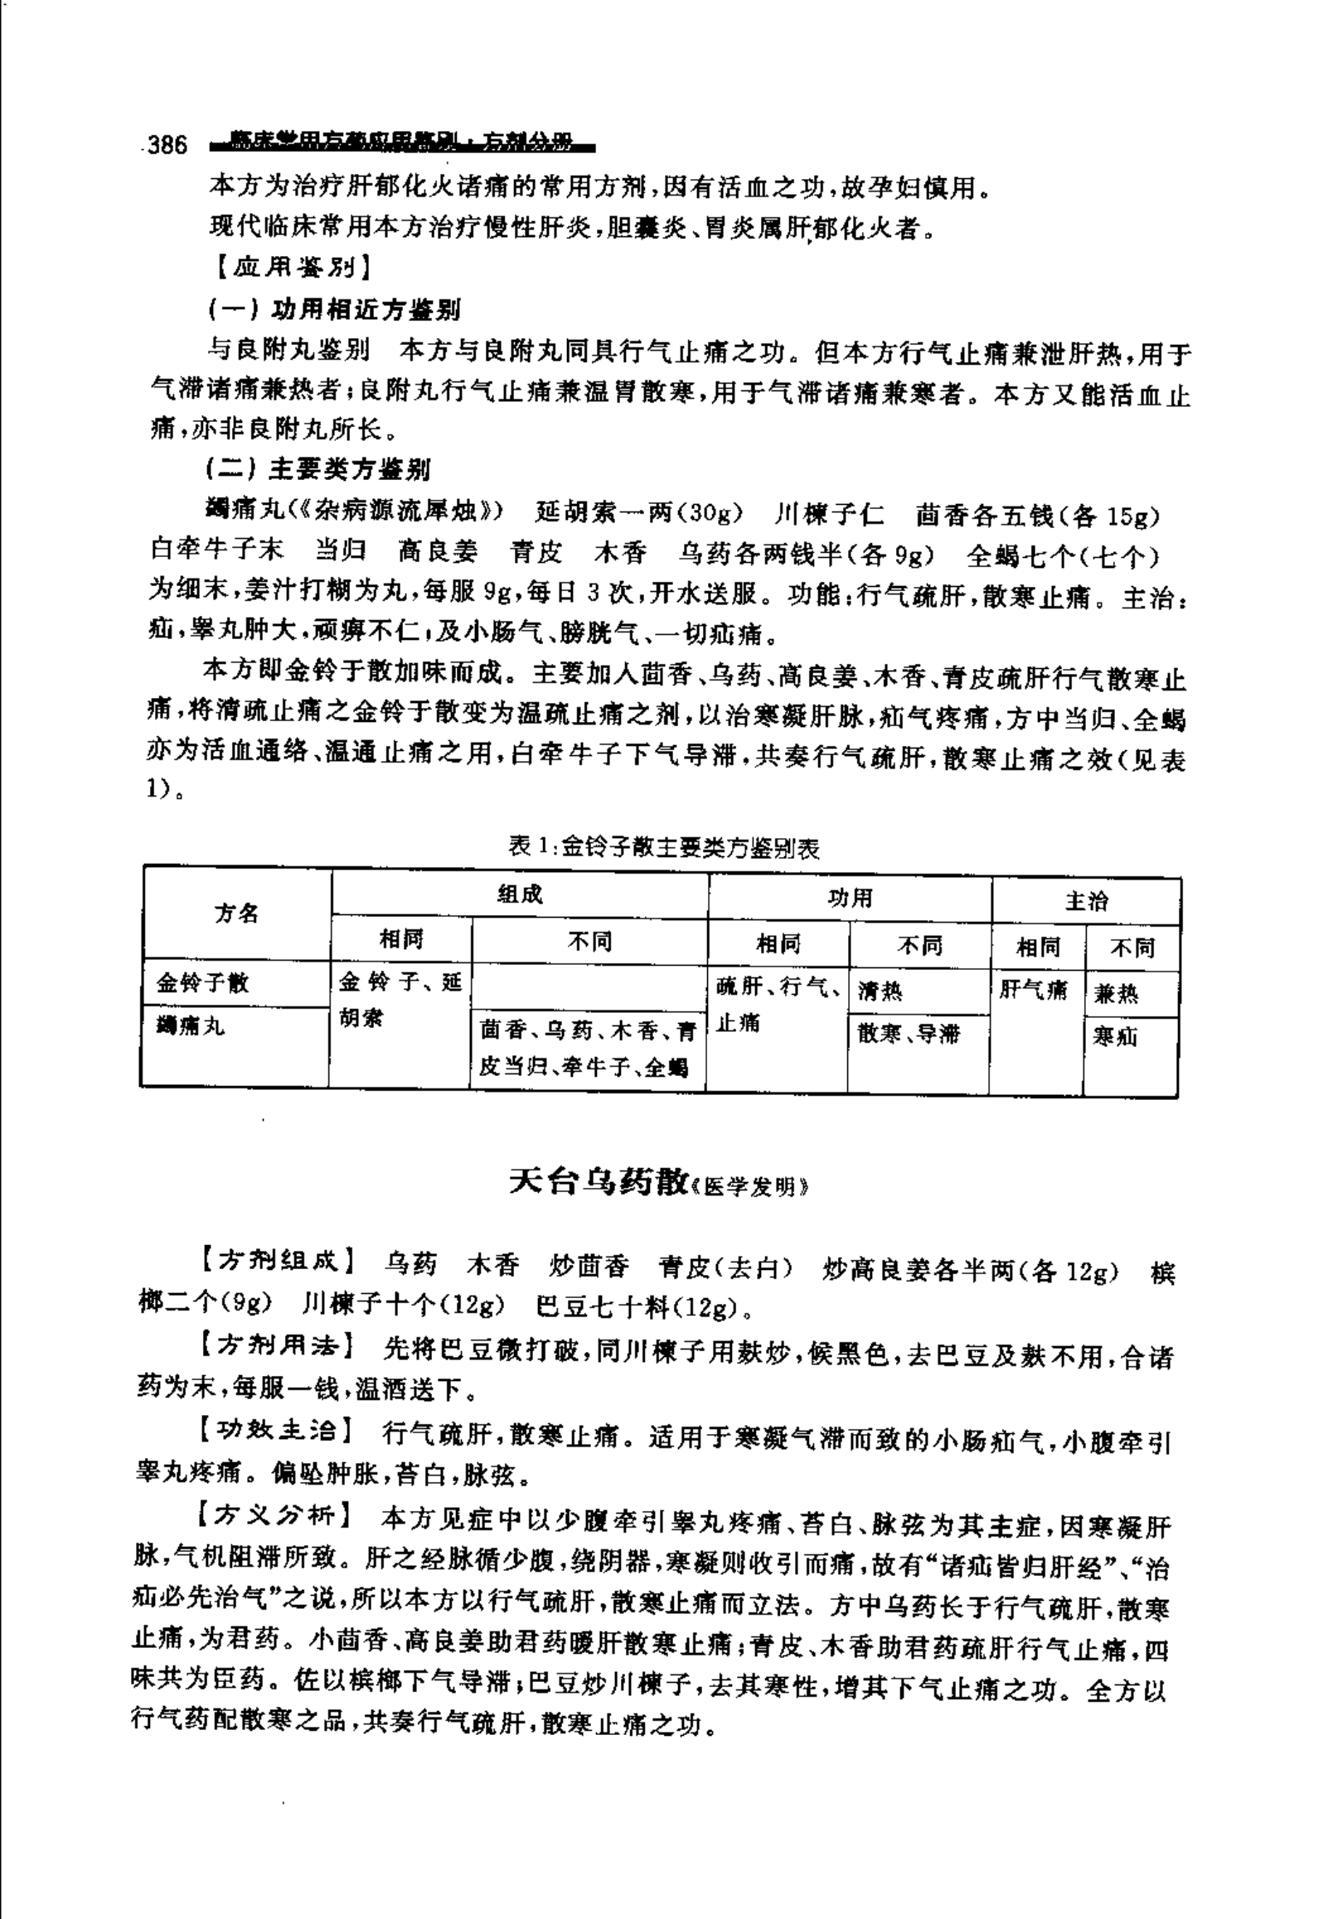 386 临床常用方药应用鉴别·方剂分册
本方为治疗肝郁化火诸痛的常用方剂,因有活血之功,故孕妇慎用。
现代临床常用本方治疗慢性肝炎,胆囊炎、胃炎属肝郁化火者。
【应用鉴别】
(一) 功用相近方鉴别
与良附丸鉴别 本方与良附丸同具行气止痛之功。但本方行气止痛兼泄肝热,用于
气滞诸痛兼热者;良附丸行气止痛兼温胃散寒,用于气滞诸痛兼寒者。本方又能活血止
痛,亦非良附丸所长。
(二) 主要类方鉴别
蠲痛丸(《杂病源流犀烛》) 延胡索一两(30g) 川楝子仁 茴香各五钱(各 15g)
白牵牛子末 当归 高良姜 青皮 木香 乌药各两钱半(各 9g) 全蝎七个(七个)
为细末,姜汁打糊为丸,每服 9g,每日 3 次,开水送服。功能:行气疏肝,散寒止痛。主治:
疝,睾丸肿大,顽痹不仁,及小肠气、膀胱气、一切疝痛。
本方即金铃于散加味而成。主要加人茴香、乌药、高良姜、木香、青皮疏肝行气散寒止
痛,将清疏止痛之金铃于散变为温疏止痛之剂,以治寒凝肝脉,疝气疼痛,方中当归、全蝎
亦为活血通络、温通止痛之用,白牵牛子下气导滞,共奏行气疏肝,散寒止痛之效(见表
1)。
表 1:金铃子散主要类方鉴别表
方名 组成 功用 主治
相同 不同 相同 不同 相同 不同
金铃子散 金铃子、延 疏肝、行气、 清热 肝气痛 兼热
蠲痛丸 胡索 茴香、乌药、木香、青 止痛 散寒、导滞 寒疝
皮当归、牵牛子、全蝎
天台乌药散《医学发明》
【方剂组成】 乌药 木香 炒茴香 青皮(去白) 炒高良姜各半两(各 12g) 槟
榔二个(9g) 川楝子十个(12g) 巴豆七十料(12g)。
【方剂用法】 先将巴豆微打破,同川楝子用麸炒,候黑色,去巴豆及麸不用,合诸
药为末,每服一钱,温酒送下。
【功效主治】 行气疏肝,散寒止痛。适用于寒凝气滞而致的小肠疝气,小腹牵引
睾丸疼痛。偏坠肿胀,苔白,脉弦。
【方义分析】 本方见症中以少腹牵引睾丸疼痛、苔白、脉弦为其主症,因寒凝肝
脉,气机阻滞所致。肝之经脉循少腹,绕阴器,寒凝则收引而痛,故有“诸疝皆归肝经”、“治
疝必先治气”之说,所以本方以行气疏肝,散寒止痛而立法。方中乌药长于行气疏肝,散寒
止痛,为君药。小茴香、高良姜助君药暖肝散寒止痛;青皮、木香助君药疏肝行气止痛,四
味共为臣药。佐以槟榔下气导滞;巴豆炒川楝子,去其寒性,增其下气止痛之功。全方以
行气药配散寒之品,共奏行气疏肝,散寒止痛之功。